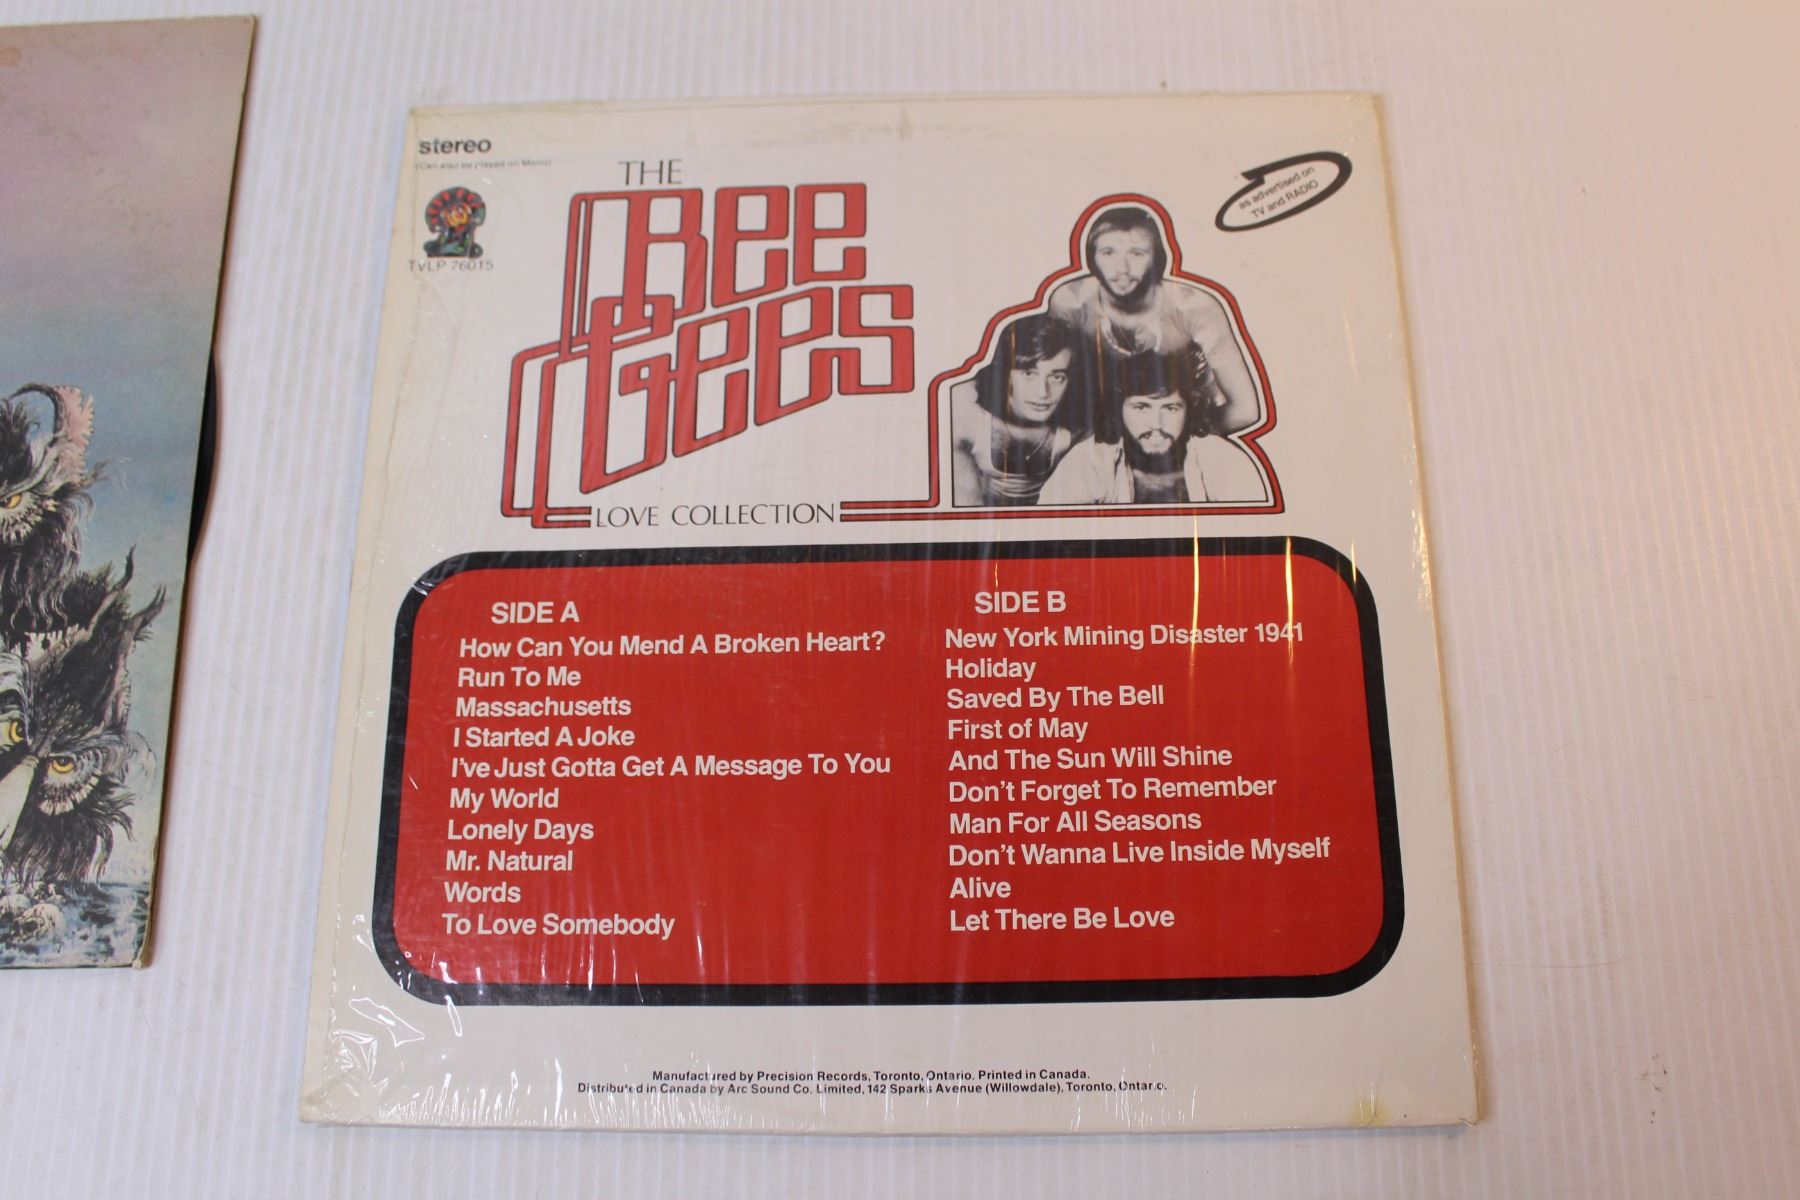 stereo
(Can also be played on Mono)
TVLP 76015
THE
BEE
GEES
LOVE COLLECTION
as advertised on
TV and RADIO
SIDE A
How Can You Mend A Broken Heart?
Run To Me
Massachusetts
I Started A Joke
I've Just Gotta Get A Message To You
My World
Lonely Days
Mr. Natural
Words
To Love Somebody
SIDE B
New York Mining Disaster 1941
Holiday
Saved By The Bell
First of May
And The Sun Will Shine
Don't Forget To Remember
Man For All Seasons
Don't Wanna Live Inside Myself
Alive
Let There Be Love
Manufactured by Precision Records, Toronto, Ontario. Printed in Canada.
Distributed in Canada by Arc Sound Co. Limited, 142 Sparks Avenue (Willowdale), Toronto, Ontario.